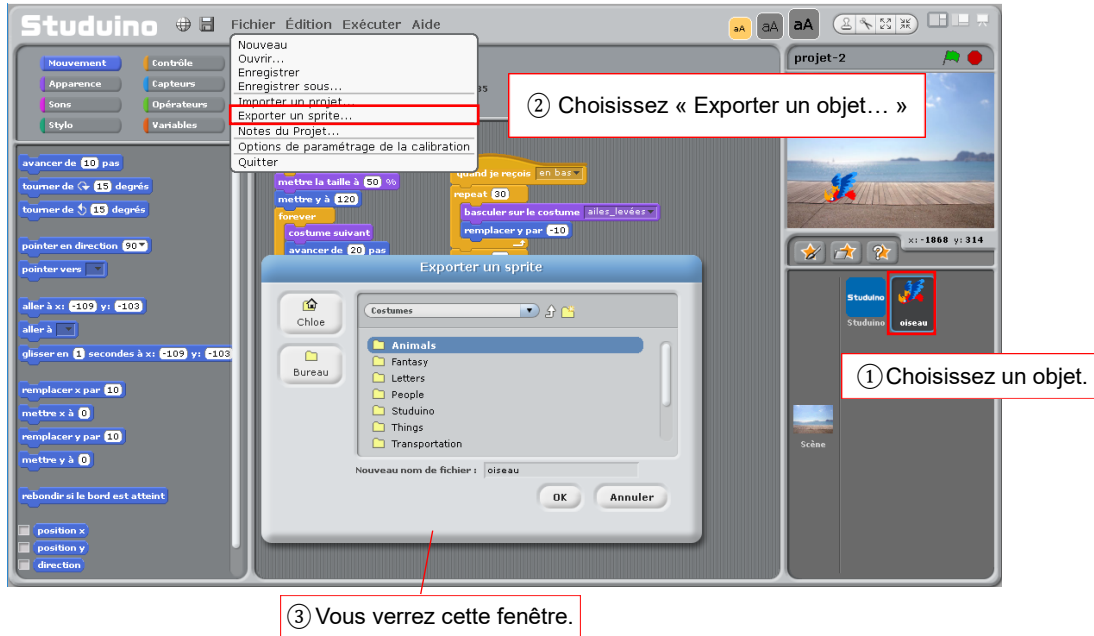 Studuino
Fichier Édition Exécuter Aide
aA aA aA
Nouveau
Ouvrir...
Enregistrer
Enregistrer sous...
Importer un projet...
Exporter un sprite...
Notes du Projet...
Options de paramétrage de la calibration
Quitter
Mouvement Contrôle
Apparence Capteurs
Sons Opérateurs
Stylo Variables
② Choisissez « Exporter un objet… »
projet-2
avancer de 10 pas
tourner de 15 degrés
tourner de 15 degrés
pointer en direction 90
pointer vers
aller à x: -109 y: -103
aller à
glisser en 1 secondes à x: -109 y: -103
remplacer x par 10
mettre x à 0
remplacer y par 10
mettre y à 0
rebondir si le bord est atteint
position x
position y
direction
mettre la taille à 50 %
mettre y à 120
forever
costume suivant
avancer de 20 pas
quand je reçois en bas
repeat 30
basculer sur le costume ailes_levées
remplacer y par -10
Exporter un sprite
Chloe
Bureau
Costumes
Animals
Fantasy
Letters
People
Studuino
Things
Transportation
Nouveau nom de fichier : oiseau
OK Annuler
x: -1868 y: 314
Studuino
Studuino oiseau
Scène
① Choisissez un objet.
③ Vous verrez cette fenêtre.